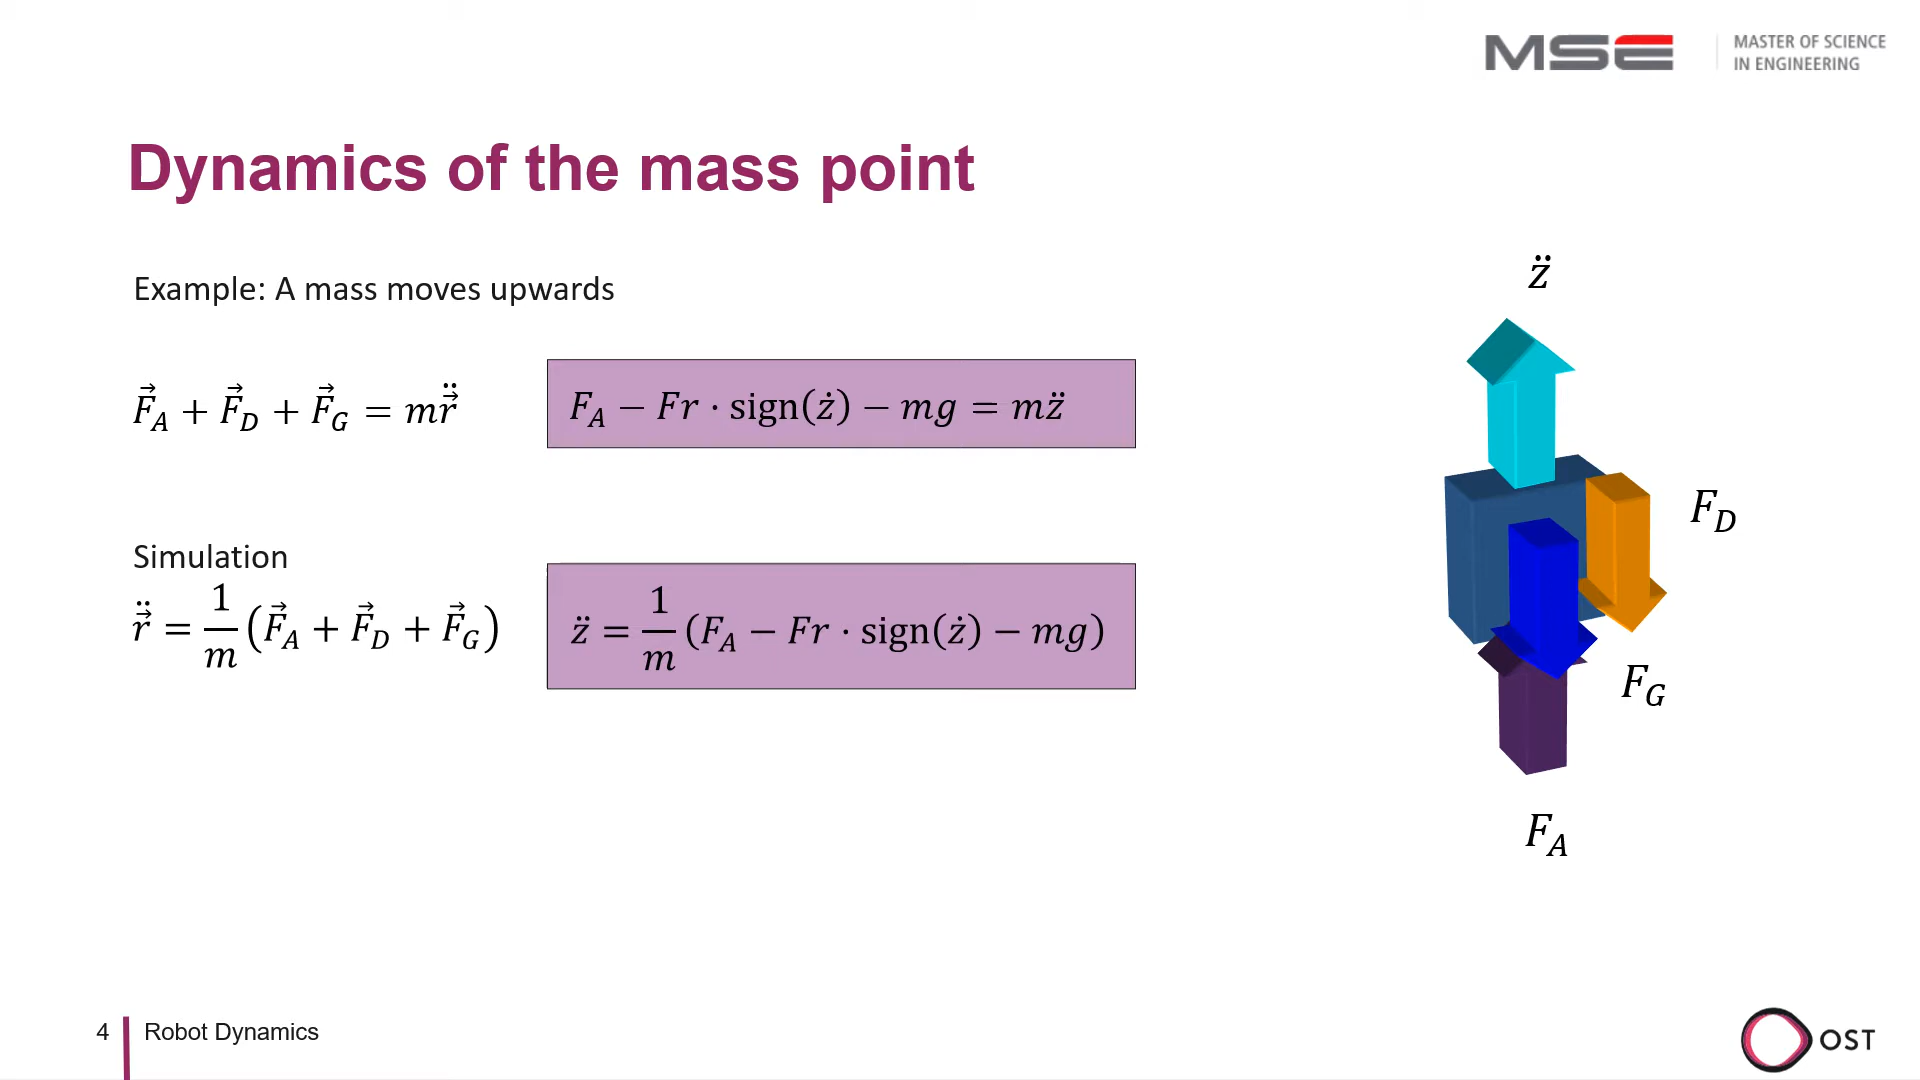 MSE
MASTER OF SCIENCE
IN ENGINEERING
Dynamics of the mass point
Example: A mass moves upwards
$\vec{F}_A + \vec{F}_D + \vec{F}_G = m\ddot{\vec{r}}$
$F_A - Fr \cdot \text{sign}(\dot{z}) - mg = m\ddot{z}$
Simulation
$\ddot{\vec{r}} = \frac{1}{m}(\vec{F}_A + \vec{F}_D + \vec{F}_G)$
$\ddot{z} = \frac{1}{m}(F_A - Fr \cdot \text{sign}(\dot{z}) - mg)$
$\ddot{z}$
$F_D$
$F_G$
$F_A$
4
Robot Dynamics
OST